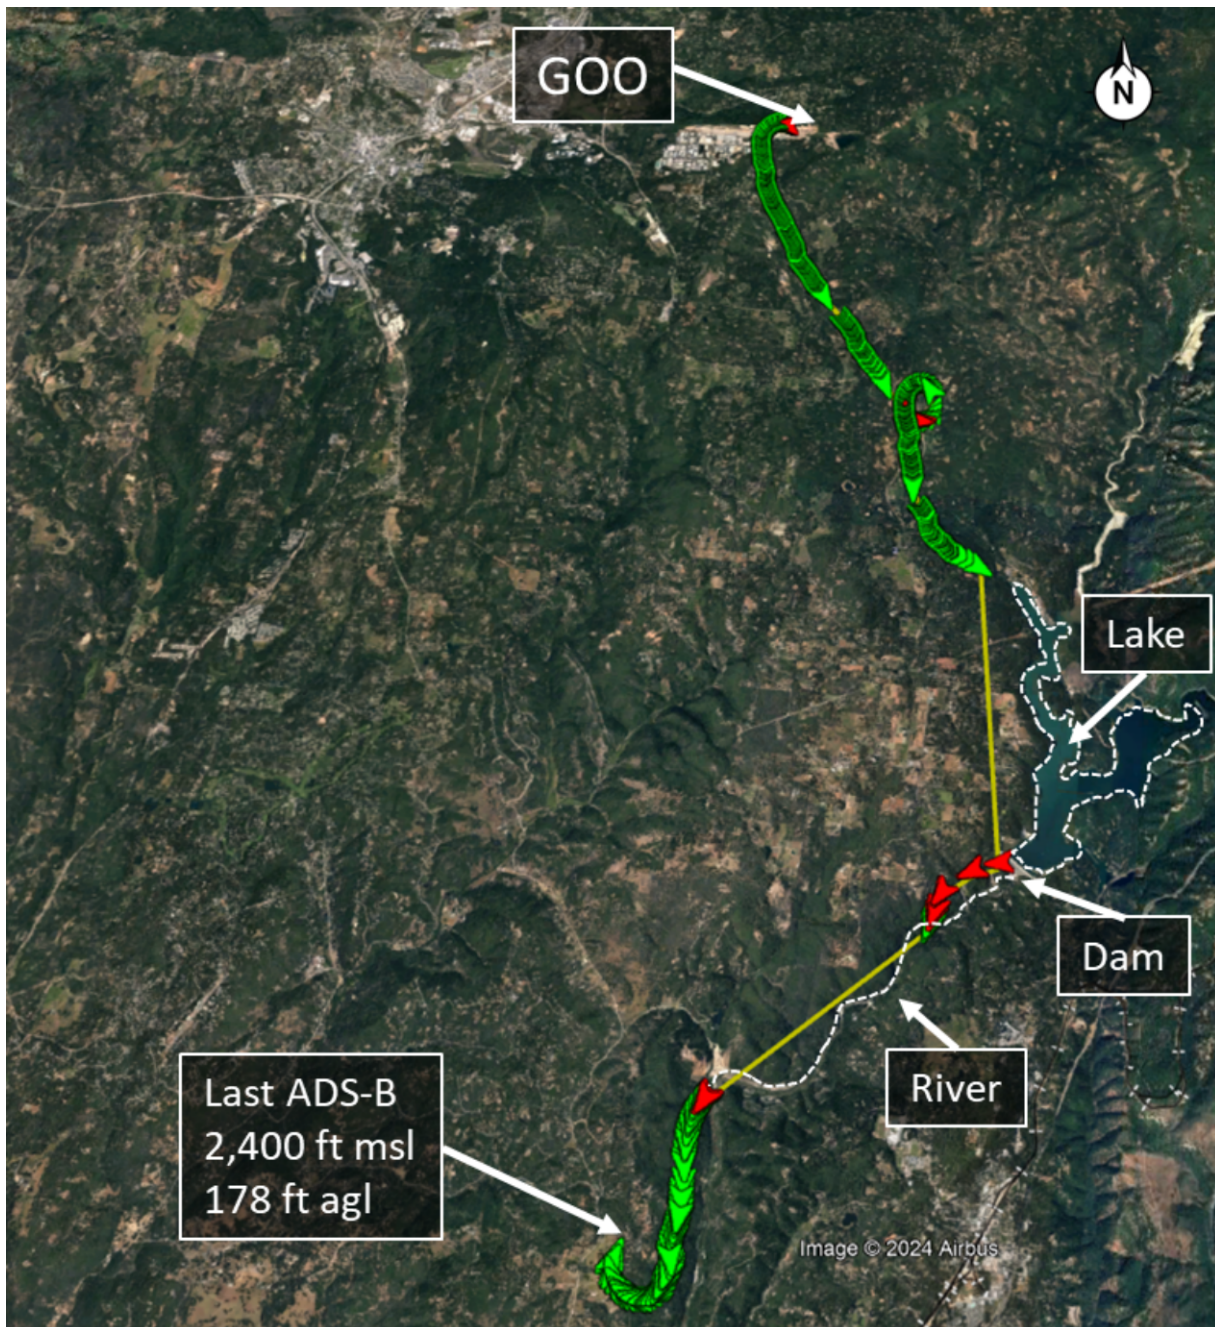 GOO
N
Lake
Dam
River
Last ADS-B
2,400 ft msl
178 ft agl
Image © 2024 Airbus